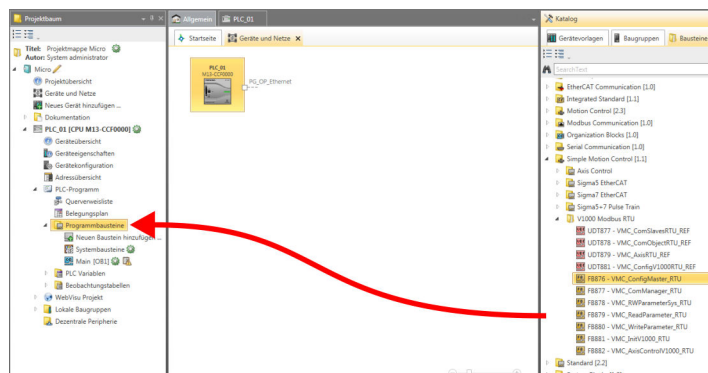 Projektbaum
Titel: Projektmappe Micro
Autor: System administrator
Micro
Projektübersicht
Geräte und Netze
Neues Gerät hinzufügen ...
Dokumentation
PLC_01 [CPU M13-CCF0000]
Geräteübersicht
Geräteeigenschaften
Gerätekonfiguration
Adressübersicht
PLC-Programm
Querverweisliste
Belegungsplan
Programmbausteine
Neuen Baustein hinzufügen ...
Systembausteine
Main [OB1]
PLC Variablen
Beobachtungstabellen
WebVisu Projekt
Lokale Baugruppen
Dezentrale Peripherie
Allgemein
PLC_01
Startseite
Geräte und Netze
PLC_01
M13-CCF0000
PG_OP_Ethernet
Katalog
Gerätevorlagen
Baugruppen
Bausteine
SearchText
EtherCAT Communication [1.0]
Integrated Standard [1.1]
Motion Control [2.3]
Modbus Communication [1.0]
Organization Blocks [1.0]
Serial Communication [1.0]
Simple Motion Control [1.1]
Axis Control
Sigma5 EtherCAT
Sigma7 EtherCAT
Sigma5+7 Pulse Train
V1000 Modbus RTU
UDT877 - VMC_ComSlavesRTU_REF
UDT878 - VMC_ComObjectRTU_REF
UDT879 - VMC_AxisRTU_REF
UDT881 - VMC_ConfigV1000RTU_REF
FB876 - VMC_ConfigMaster_RTU
FB877 - VMC_ComManager_RTU
FB878 - VMC_RWParameterSys_RTU
FB879 - VMC_ReadParameter_RTU
FB880 - VMC_WriteParameter_RTU
FB881 - VMC_InitV1000_RTU
FB882 - VMC_AxisControlV1000_RTU
Standard [2.2]